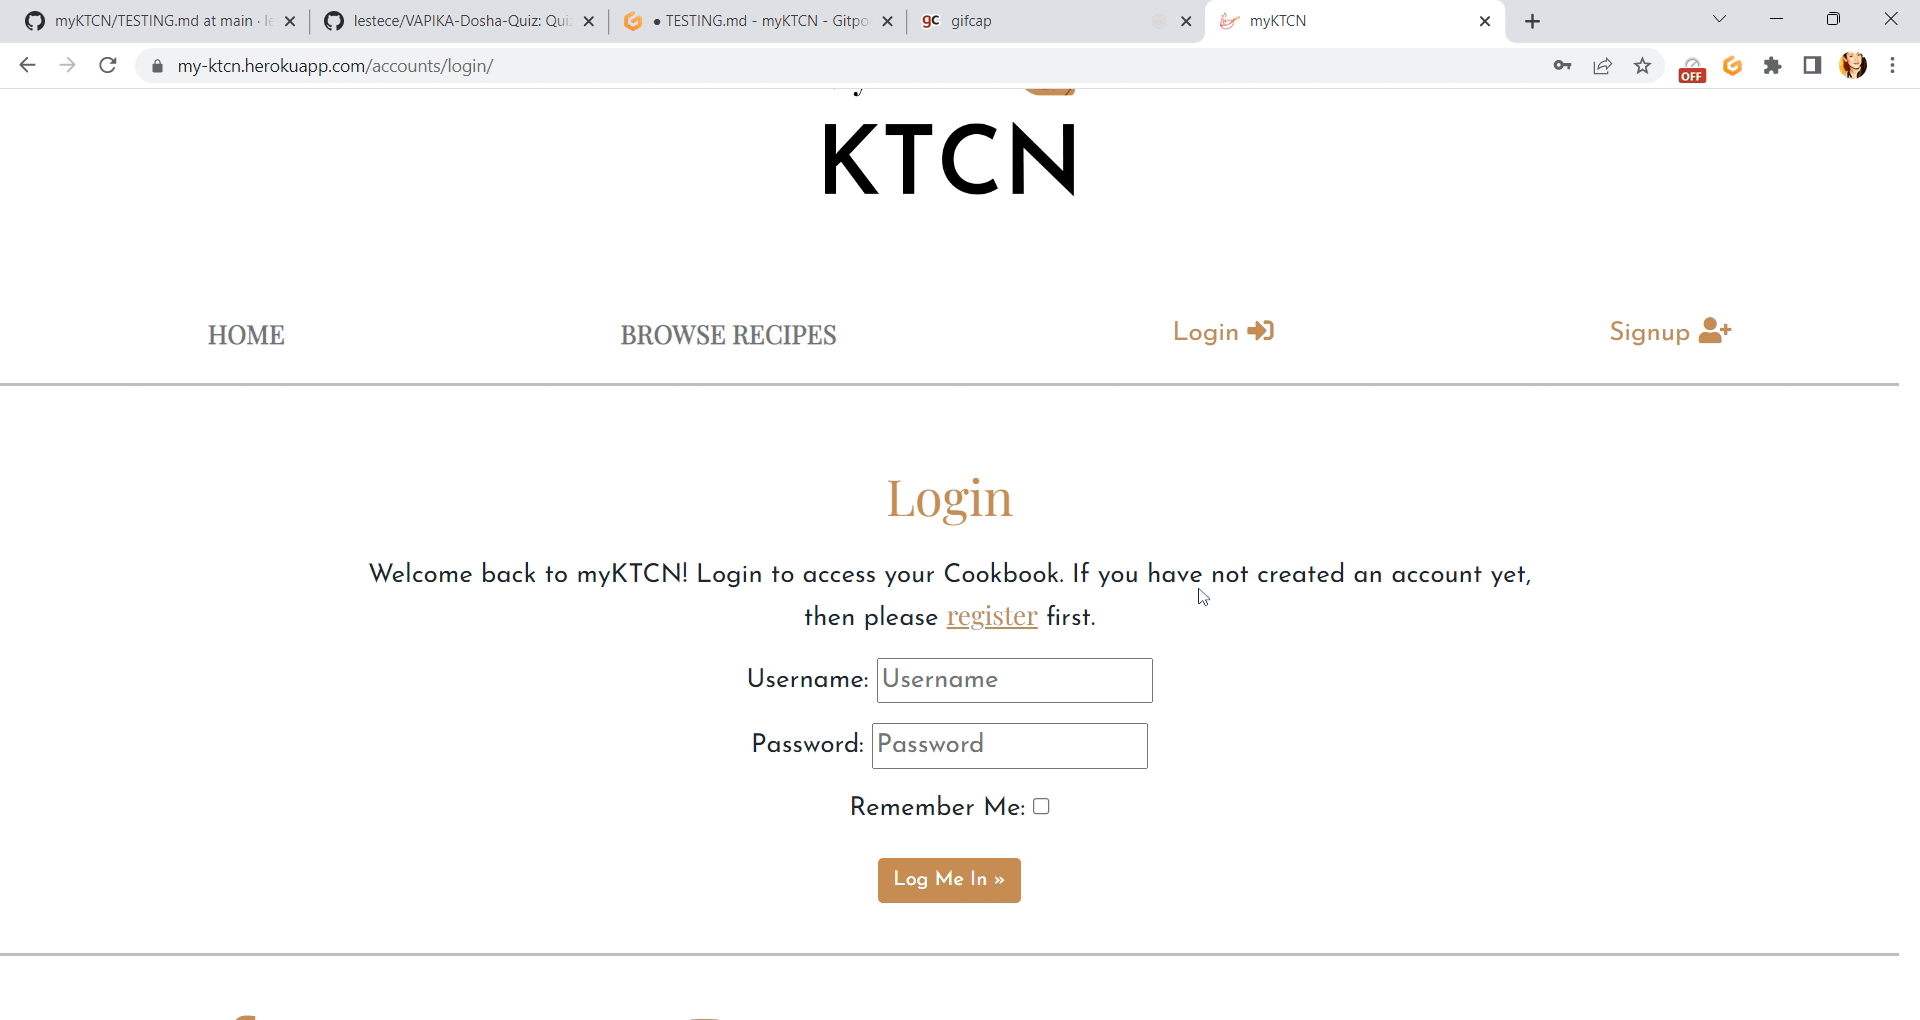 myKTCN/TESTING.md at main · le
lestece/VAPIKA-Dosha-Quiz: Qui
● TESTING.md - myKTCN - Gitpo
gc gifcap
myKTCN
my-ktcn.herokuapp.com/accounts/login/
OFF
KTCN
HOME
BROWSE RECIPES
Login
Signup
Login
Welcome back to myKTCN! Login to access your Cookbook. If you have not created an account yet,
then please register first.
Username: Username
Password: Password
Remember Me:
Log Me In »